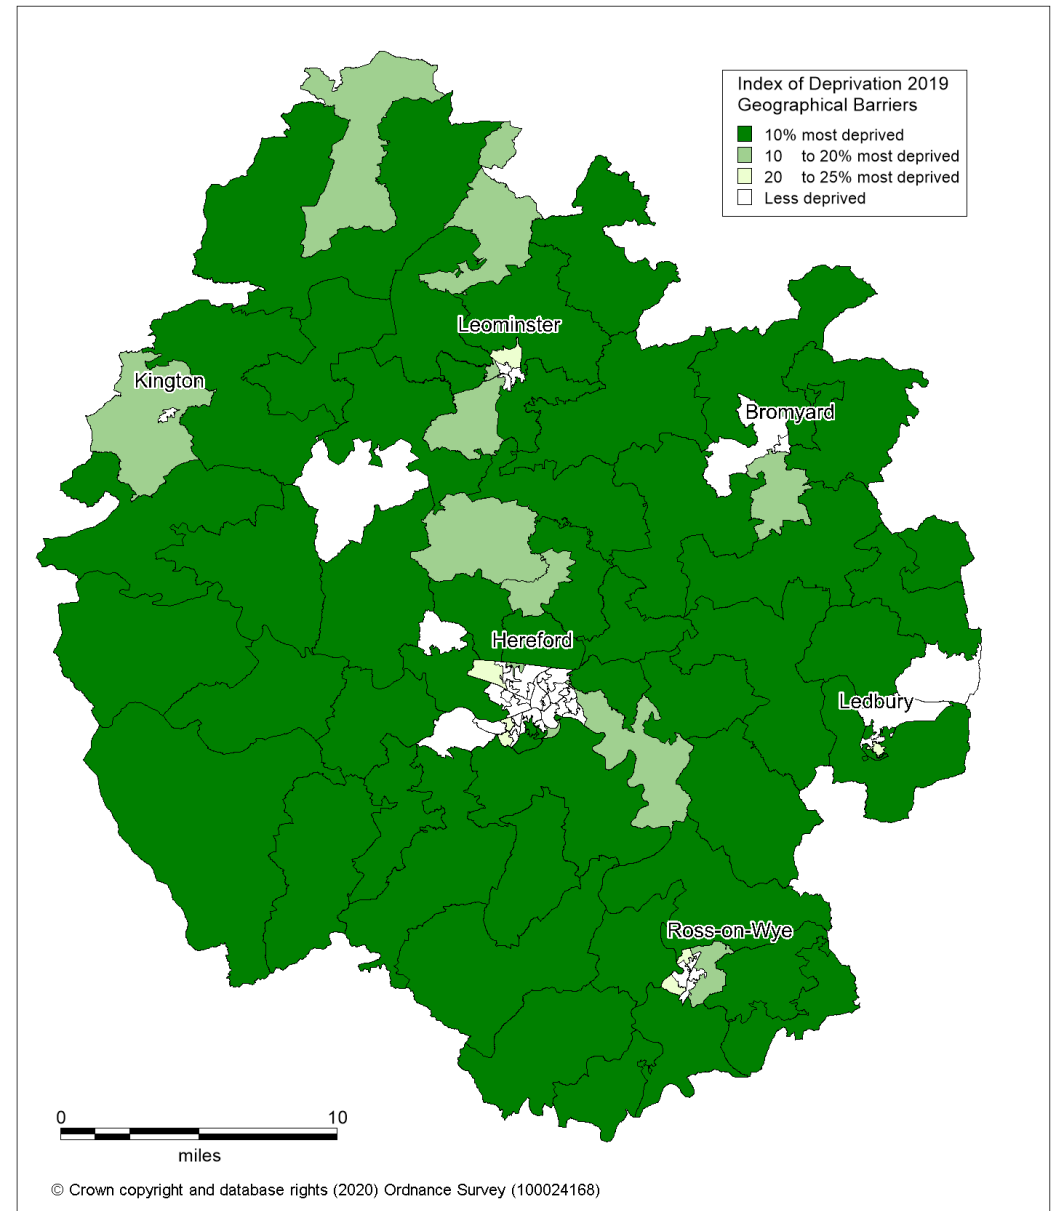 Index of Deprivation 2019
Geographical Barriers
10% most deprived
10 to 20% most deprived
20 to 25% most deprived
Less deprived
Leominster
Kington
Bromyard
Hereford
Ledbury
Ross-on-Wye
0 10
miles
© Crown copyright and database rights (2020) Ordnance Survey (100024168)